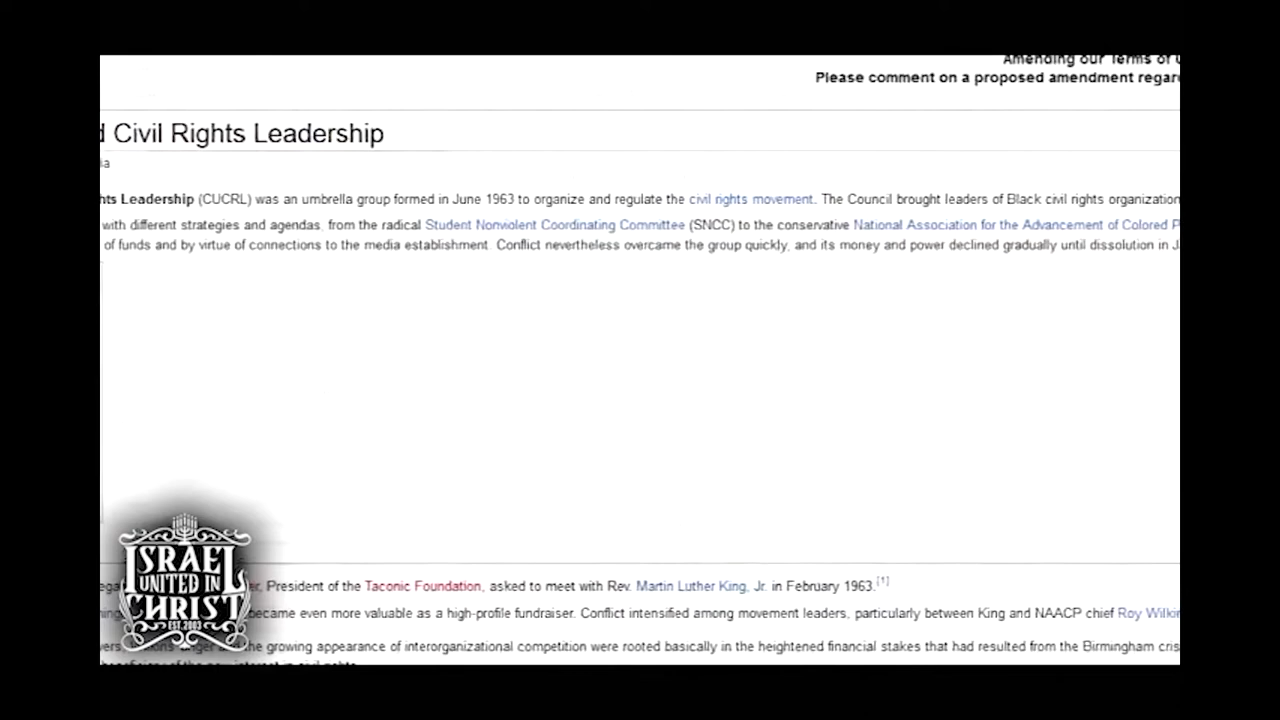 Amending our Terms of
Please comment on a proposed amendment regar
d Civil Rights Leadership
ia
hts Leadership (CUCRL) was an umbrella group formed in June 1963 to organize and regulate the civil rights movement. The Council brought leaders of Black civil rights organization
with different strategies and agendas, from the radical Student Nonviolent Coordinating Committee (SNCC) to the conservative National Association for the Advancement of Colored P
of funds and by virtue of connections to the media establishment. Conflict nevertheless overcame the group quickly, and its money and power declined gradually until dissolution in J
ega er, President of the Taconic Foundation, asked to meet with Rev. Martin Luther King, Jr. in February 1963.[1]
became even more valuable as a high-profile fundraiser. Conflict intensified among movement leaders, particularly between King and NAACP chief Roy Wilki
the growing appearance of interorganizational competition were rooted basically in the heightened financial stakes that had resulted from the Birmingham cris
ISRAEL
UNITED IN
CHRIST
EST. 2003